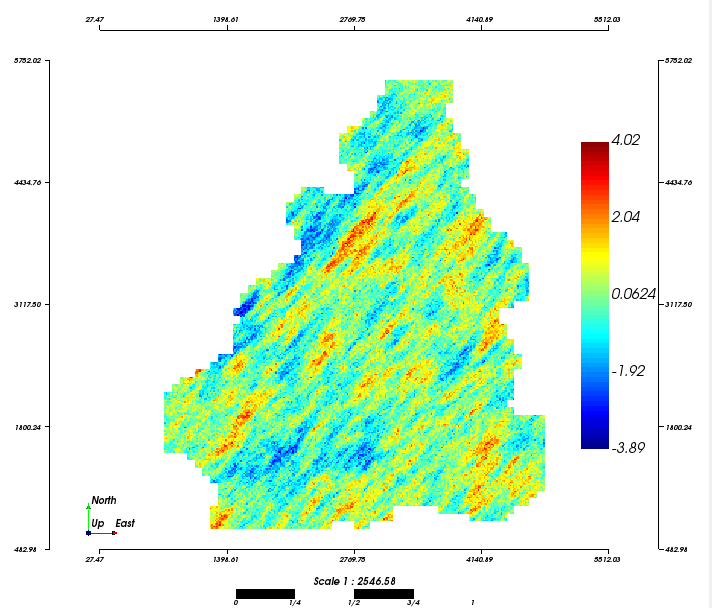 27.47 1398.61 2769.75 4140.89 5512.03
5752.02 5752.02
4.02
4434.76 4434.76
2.04
3117.50 0.0624 3117.50
-1.92
1800.24 1800.24
-3.89
North
Up East
482.98 482.98
27.47 1398.61 2769.75 4140.89 5512.03
Scale 1 : 2546.58
0 1/4 1/2 3/4 1